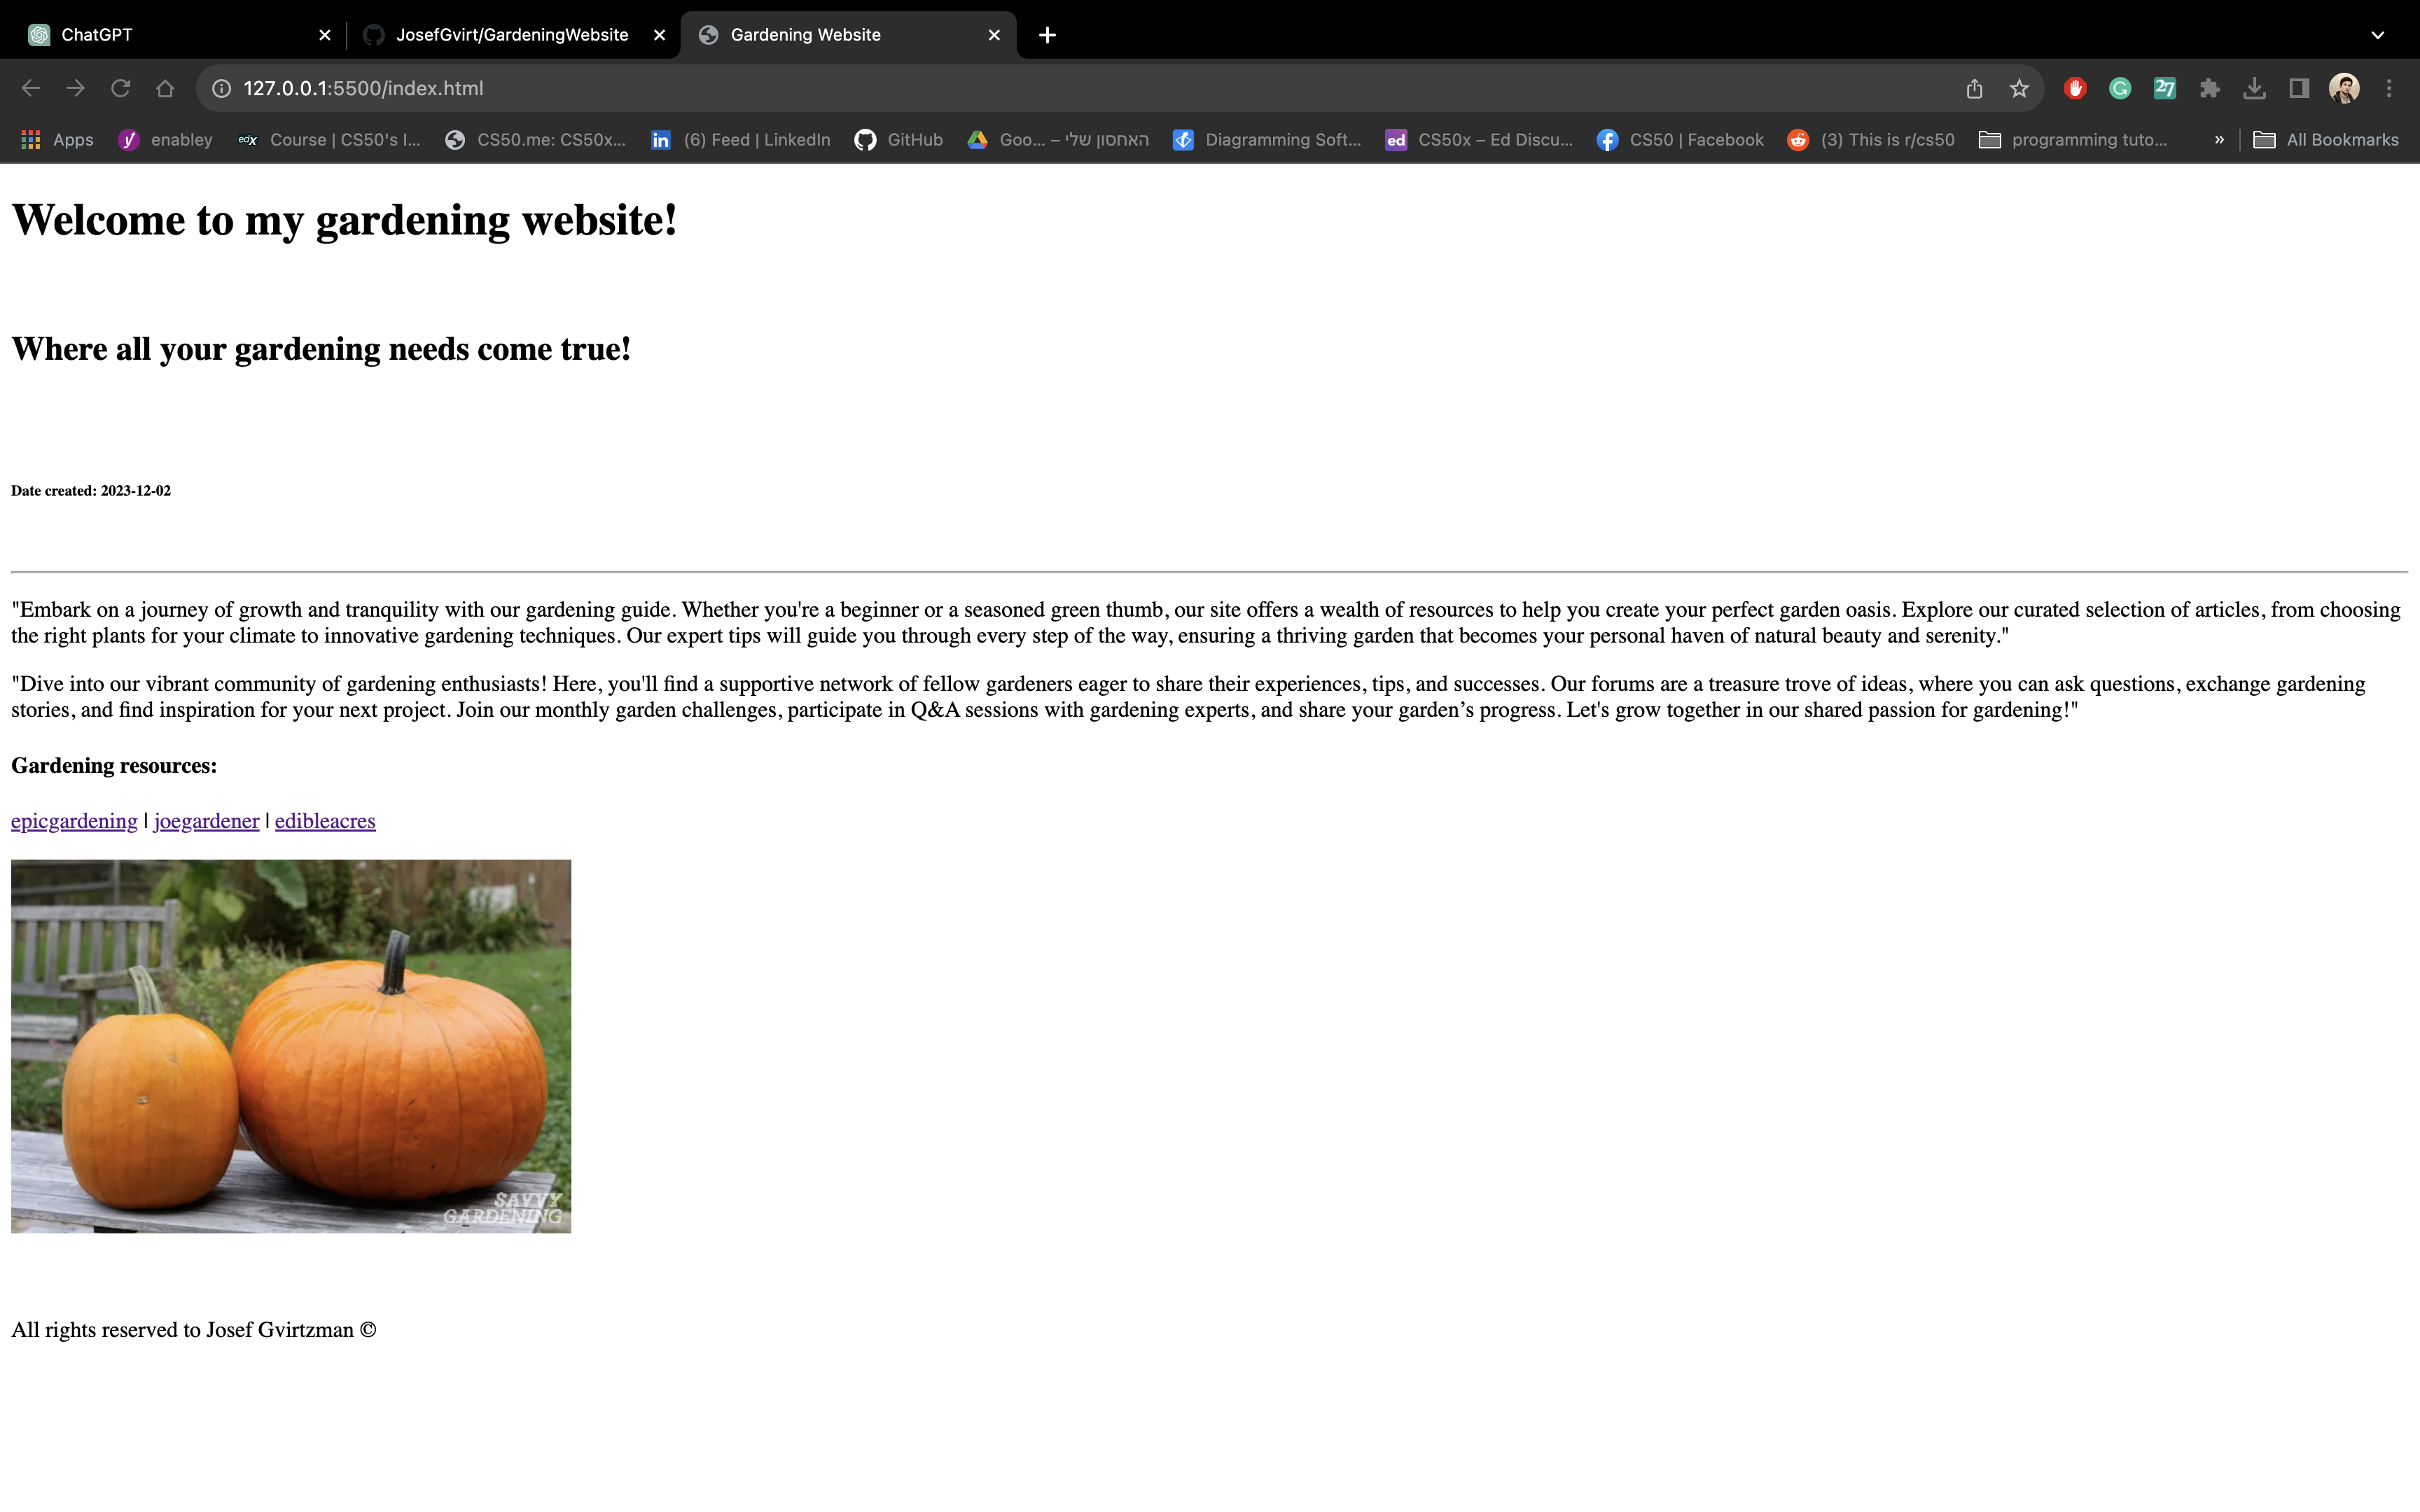 ChatGPT
JosefGvirt/GardeningWebsite
Gardening Website
127.0.0.1:5500/index.html
27
Apps
enabley
edx
Course | CS50's I...
CS50.me: CS50x...
in
(6) Feed | LinkedIn
GitHub
Goo... – האחסון שלי
Diagramming Soft...
ed
CS50x – Ed Discu...
CS50 | Facebook
(3) This is r/cs50
programming tuto...
»
All Bookmarks
Welcome to my gardening website!
Where all your gardening needs come true!
Date created: 2023-12-02
"Embark on a journey of growth and tranquility with our gardening guide. Whether you're a beginner or a seasoned green thumb, our site offers a wealth of resources to help you create your perfect garden oasis. Explore our curated selection of articles, from choosing
the right plants for your climate to innovative gardening techniques. Our expert tips will guide you through every step of the way, ensuring a thriving garden that becomes your personal haven of natural beauty and serenity."
"Dive into our vibrant community of gardening enthusiasts! Here, you'll find a supportive network of fellow gardeners eager to share their experiences, tips, and successes. Our forums are a treasure trove of ideas, where you can ask questions, exchange gardening
stories, and find inspiration for your next project. Join our monthly garden challenges, participate in Q&A sessions with gardening experts, and share your garden’s progress. Let's grow together in our shared passion for gardening!"
Gardening resources:
epicgardening | joegardener | edibleacres
SAVVY
GARDENING
All rights reserved to Josef Gvirtzman ©